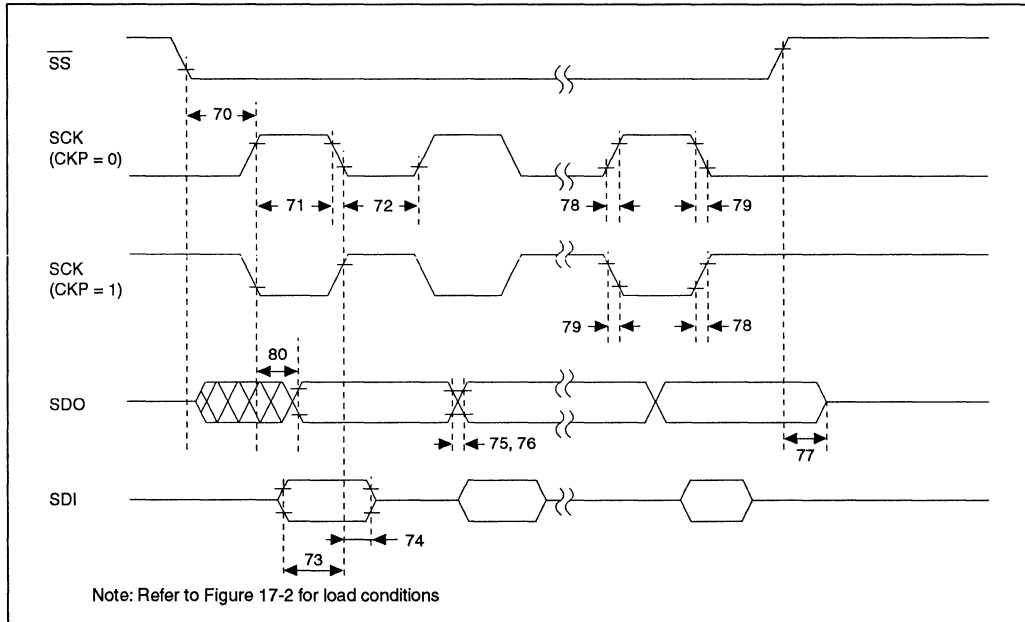 SS
70
SCK
(CKP = 0)
71
72
78
79
SCK
(CKP = 1)
79
78
80
SDO
75, 76
77
SDI
74
73
Note: Refer to Figure 17-2 for load conditions